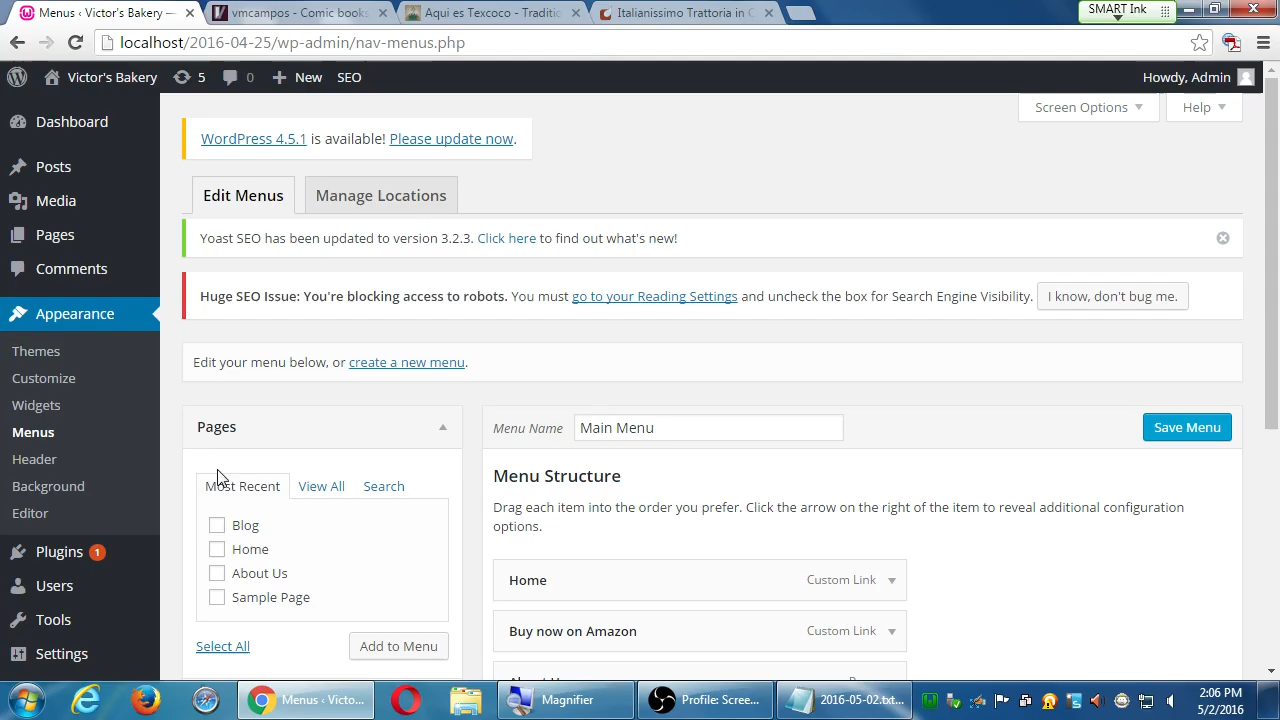 Menus ‹ Victor's Bakery
vmcampos - Comic books
Aqui es Texcoco - Traditio
Italianissimo Trattoria in C
SMART Ink
localhost/2016-04-25/wp-admin/nav-menus.php
Victor's Bakery 5 0 New SEO Howdy, Admin
Dashboard
Posts
Media
Pages
Comments
Appearance
Themes
Customize
Widgets
Menus
Header
Background
Editor
Plugins 1
Users
Tools
Settings
Screen Options
Help
WordPress 4.5.1 is available! Please update now.
Edit Menus
Manage Locations
Yoast SEO has been updated to version 3.2.3. Click here to find out what's new!
Huge SEO Issue: You're blocking access to robots. You must go to your Reading Settings and uncheck the box for Search Engine Visibility. I know, don't bug me.
Edit your menu below, or create a new menu.
Pages
Most Recent View All Search
Blog
Home
About Us
Sample Page
Select All
Add to Menu
Menu Name Main Menu Save Menu
Menu Structure
Drag each item into the order you prefer. Click the arrow on the right of the item to reveal additional configuration
options.
Home Custom Link
Buy now on Amazon Custom Link
Menus ‹ Victo...
Magnifier
Profile: Scree...
2016-05-02.txt...
2:06 PM
5/2/2016